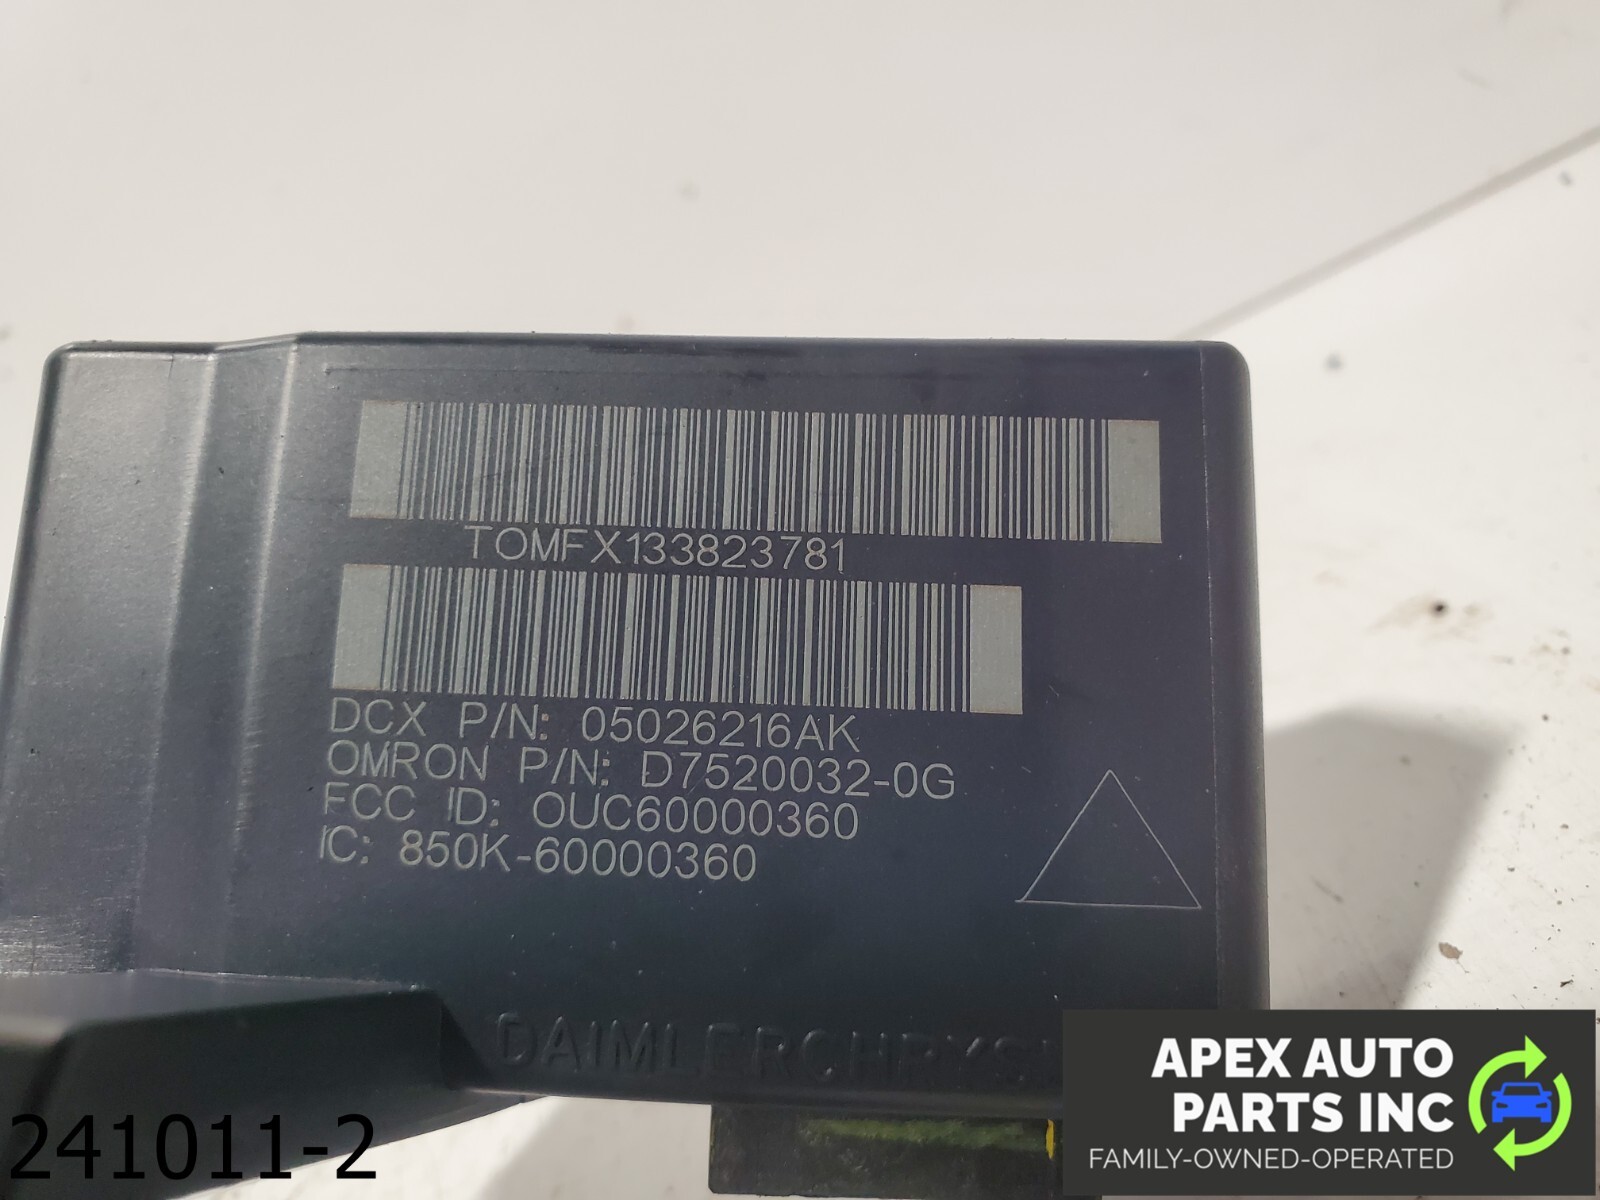 TOMFX133823781
DCX P/N: 05026216AK
OMRON P/N: D7520032-0G
FCC ID: OUC60000360
IC: 850K-60000360
241011-2
APEX AUTO
PARTS INC
FAMILY-OWNED-OPERATED